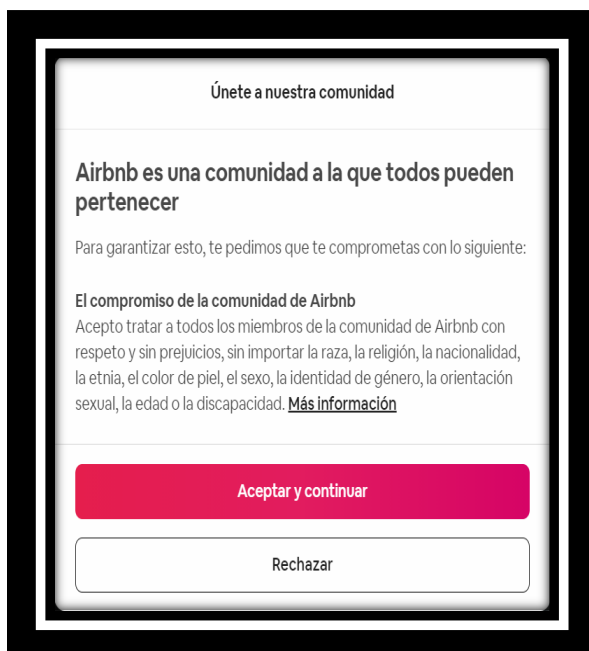 Únete a nuestra comunidad
Airbnb es una comunidad a la que todos pueden
pertenecer
Para garantizar esto, te pedimos que te comprometas con lo siguiente:
El compromiso de la comunidad de Airbnb
Acepto tratar a todos los miembros de la comunidad de Airbnb con
respeto y sin prejuicios, sin importar la raza, la religión, la nacionalidad,
la etnia, el color de piel, el sexo, la identidad de género, la orientación
sexual, la edad o la discapacidad. Más información
Aceptar y continuar
Rechazar